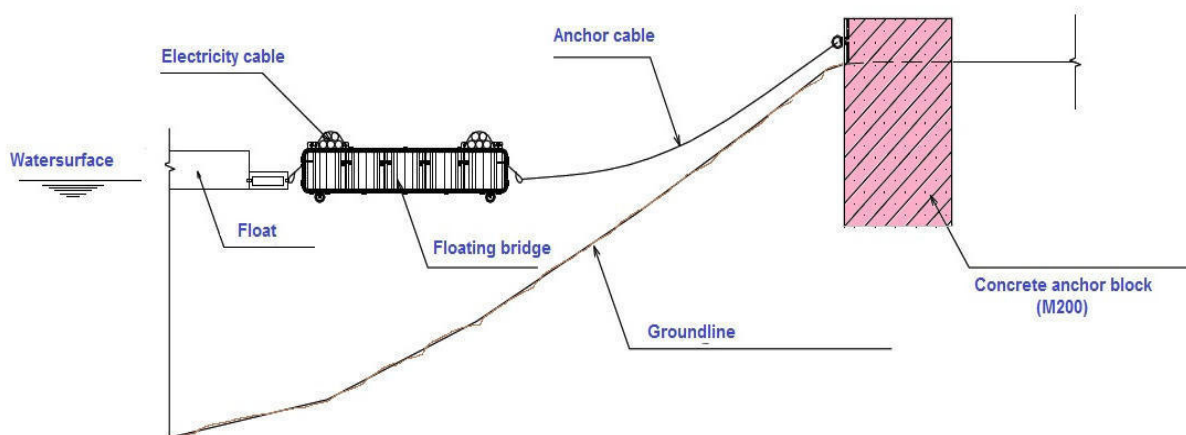 Electricity cable
Anchor cable
Watersurface
Float
Floating bridge
Concrete anchor block
(M200)
Groundline